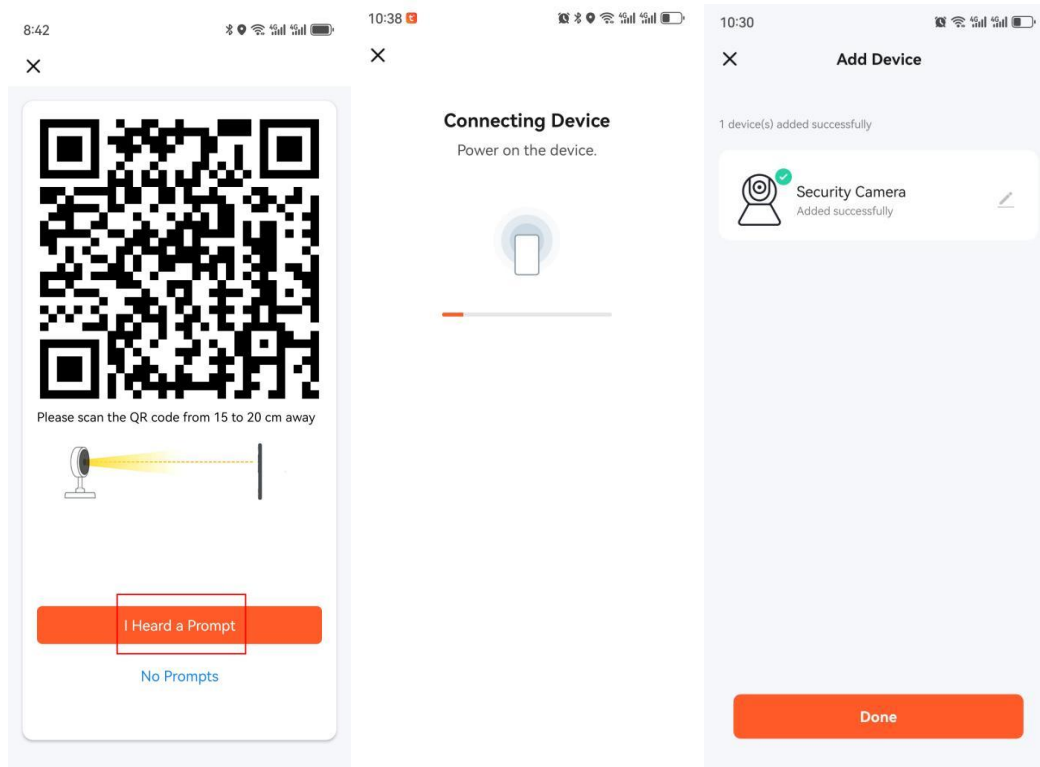 8:42
Please scan the QR code from 15 to 20 cm away
I Heard a Prompt
No Prompts
10:38
Connecting Device
Power on the device.
10:30
Add Device
1 device(s) added successfully
Security Camera
Added successfully
Done